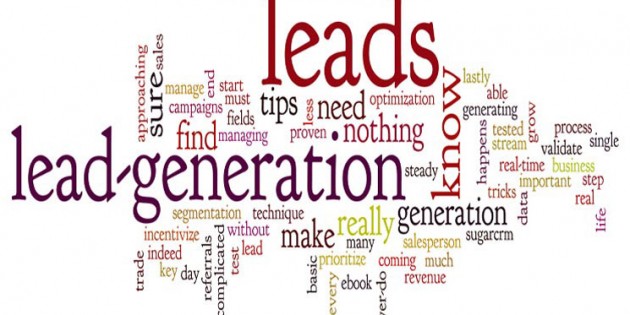 leads
lastly
able
generating
grow
tested
stream
process
validate
single
happens
real-time
business
important
step
tricks
real
data
life
know
approaching
sure
sales
manage
end
start
must
campaigns
fields
tips
less
need
optimization
find
managing
proven
nothing
lead-generation
steady
segmentation
technique
incentivize
without
indeed
lead
trade
key
day
referrals
complicated
test
make
really
many
generation
salesperson
sugarcrm
basic
prioritize
coming
much
every
ebook
revenue